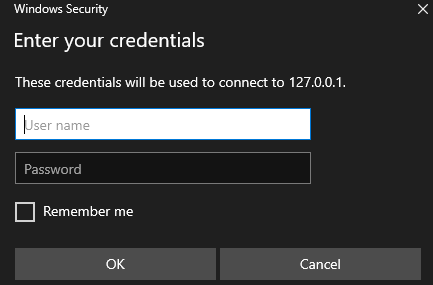 Windows Security
Enter your credentials
These credentials will be used to connect to 127.0.0.1.
User name
Password
Remember me
OK
Cancel